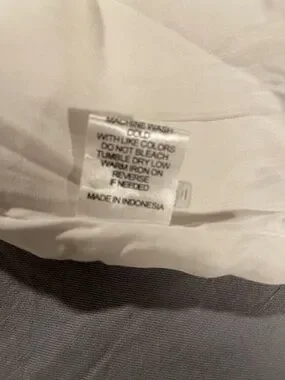 MACHINE WASH
COLD
WITH LIKE COLORS
DO NOT BLEACH
TUMBLE DRY LOW
WARM IRON ON
REVERSE
IF NEEDED
MADE IN INDONESIA